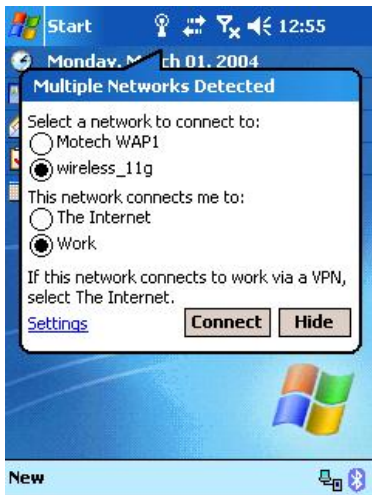 Start 12:55
Monday, M ch 01, 2004
Multiple Networks Detected
Select a network to connect to:
Motech WAP1
wireless_11g
This network connects me to:
The Internet
Work
If this network connects to work via a VPN,
select The Internet.
Settings Connect Hide
New